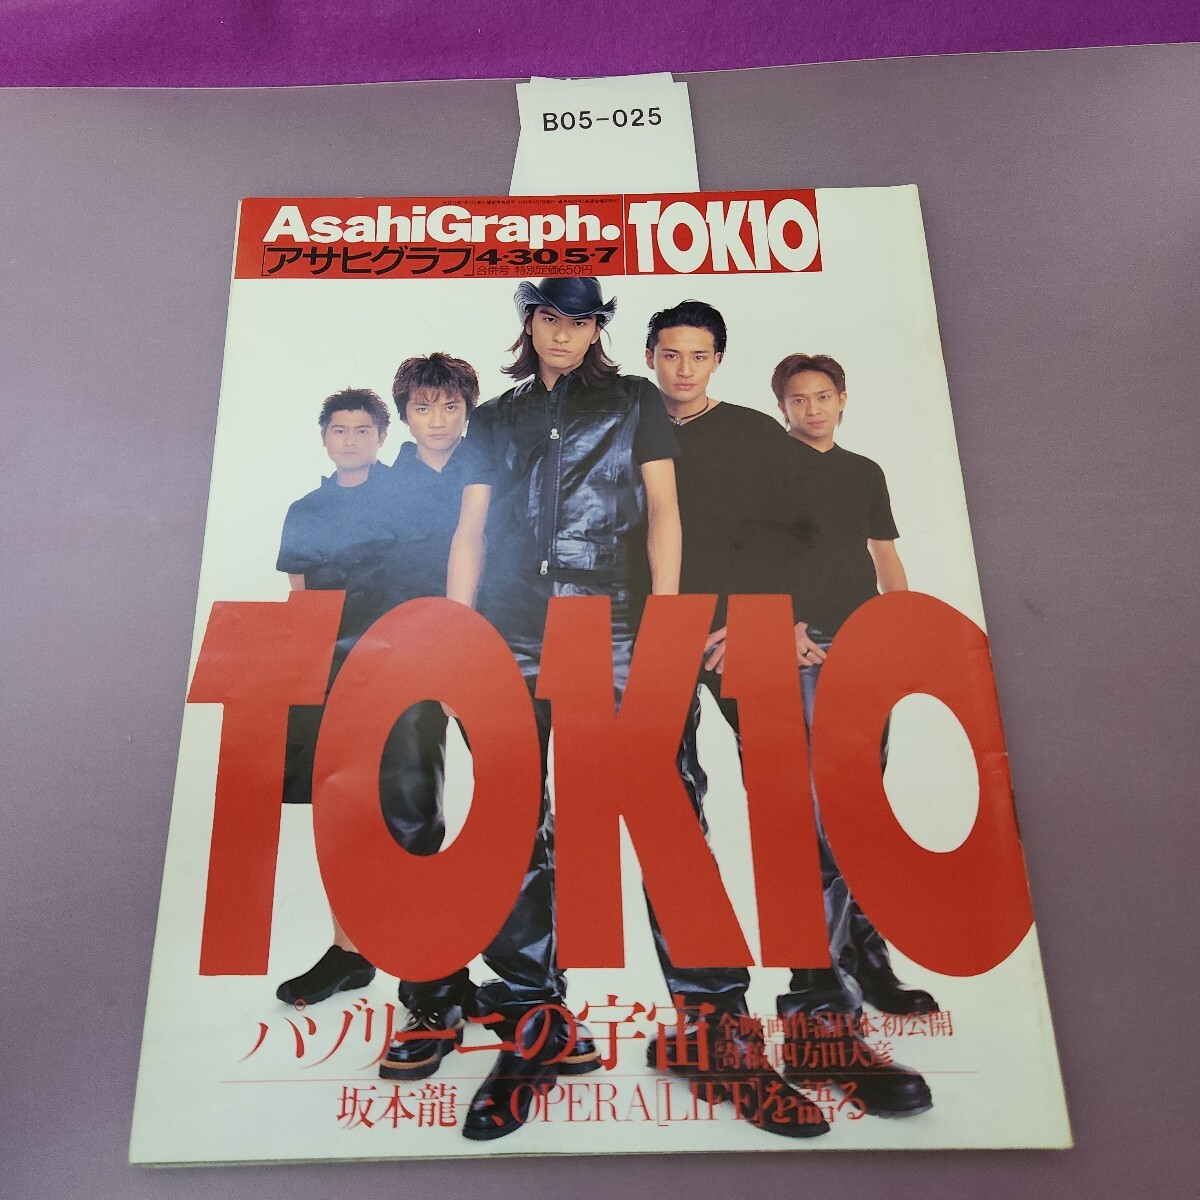 B05-025
AsahiGraph.
TOKIO
[アサヒグラフ] 4・30 5・7
合併号 特別定価650円
TOKIO
パゾリーニの宇宙
全映画作品日本初公開
[寄稿]四方田犬彦
坂本龍一、OPERA[LIFE]を語る